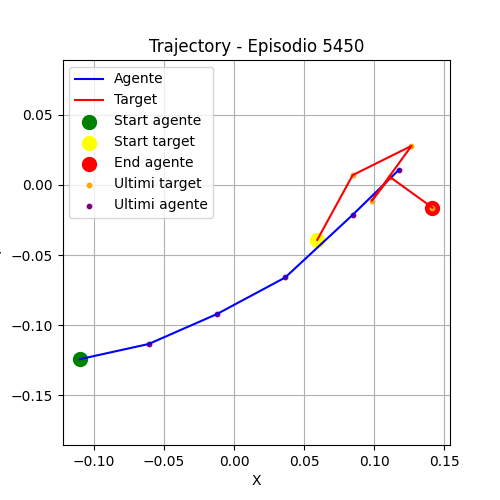 Trajectory - Episodio 5450
Agente
Target
Start agente
Start target
End agente
Ultimi target
Ultimi agente
0.05
0.00
−0.05
−0.10
−0.15
−0.10
−0.05
0.00
0.05
0.10
0.15
X